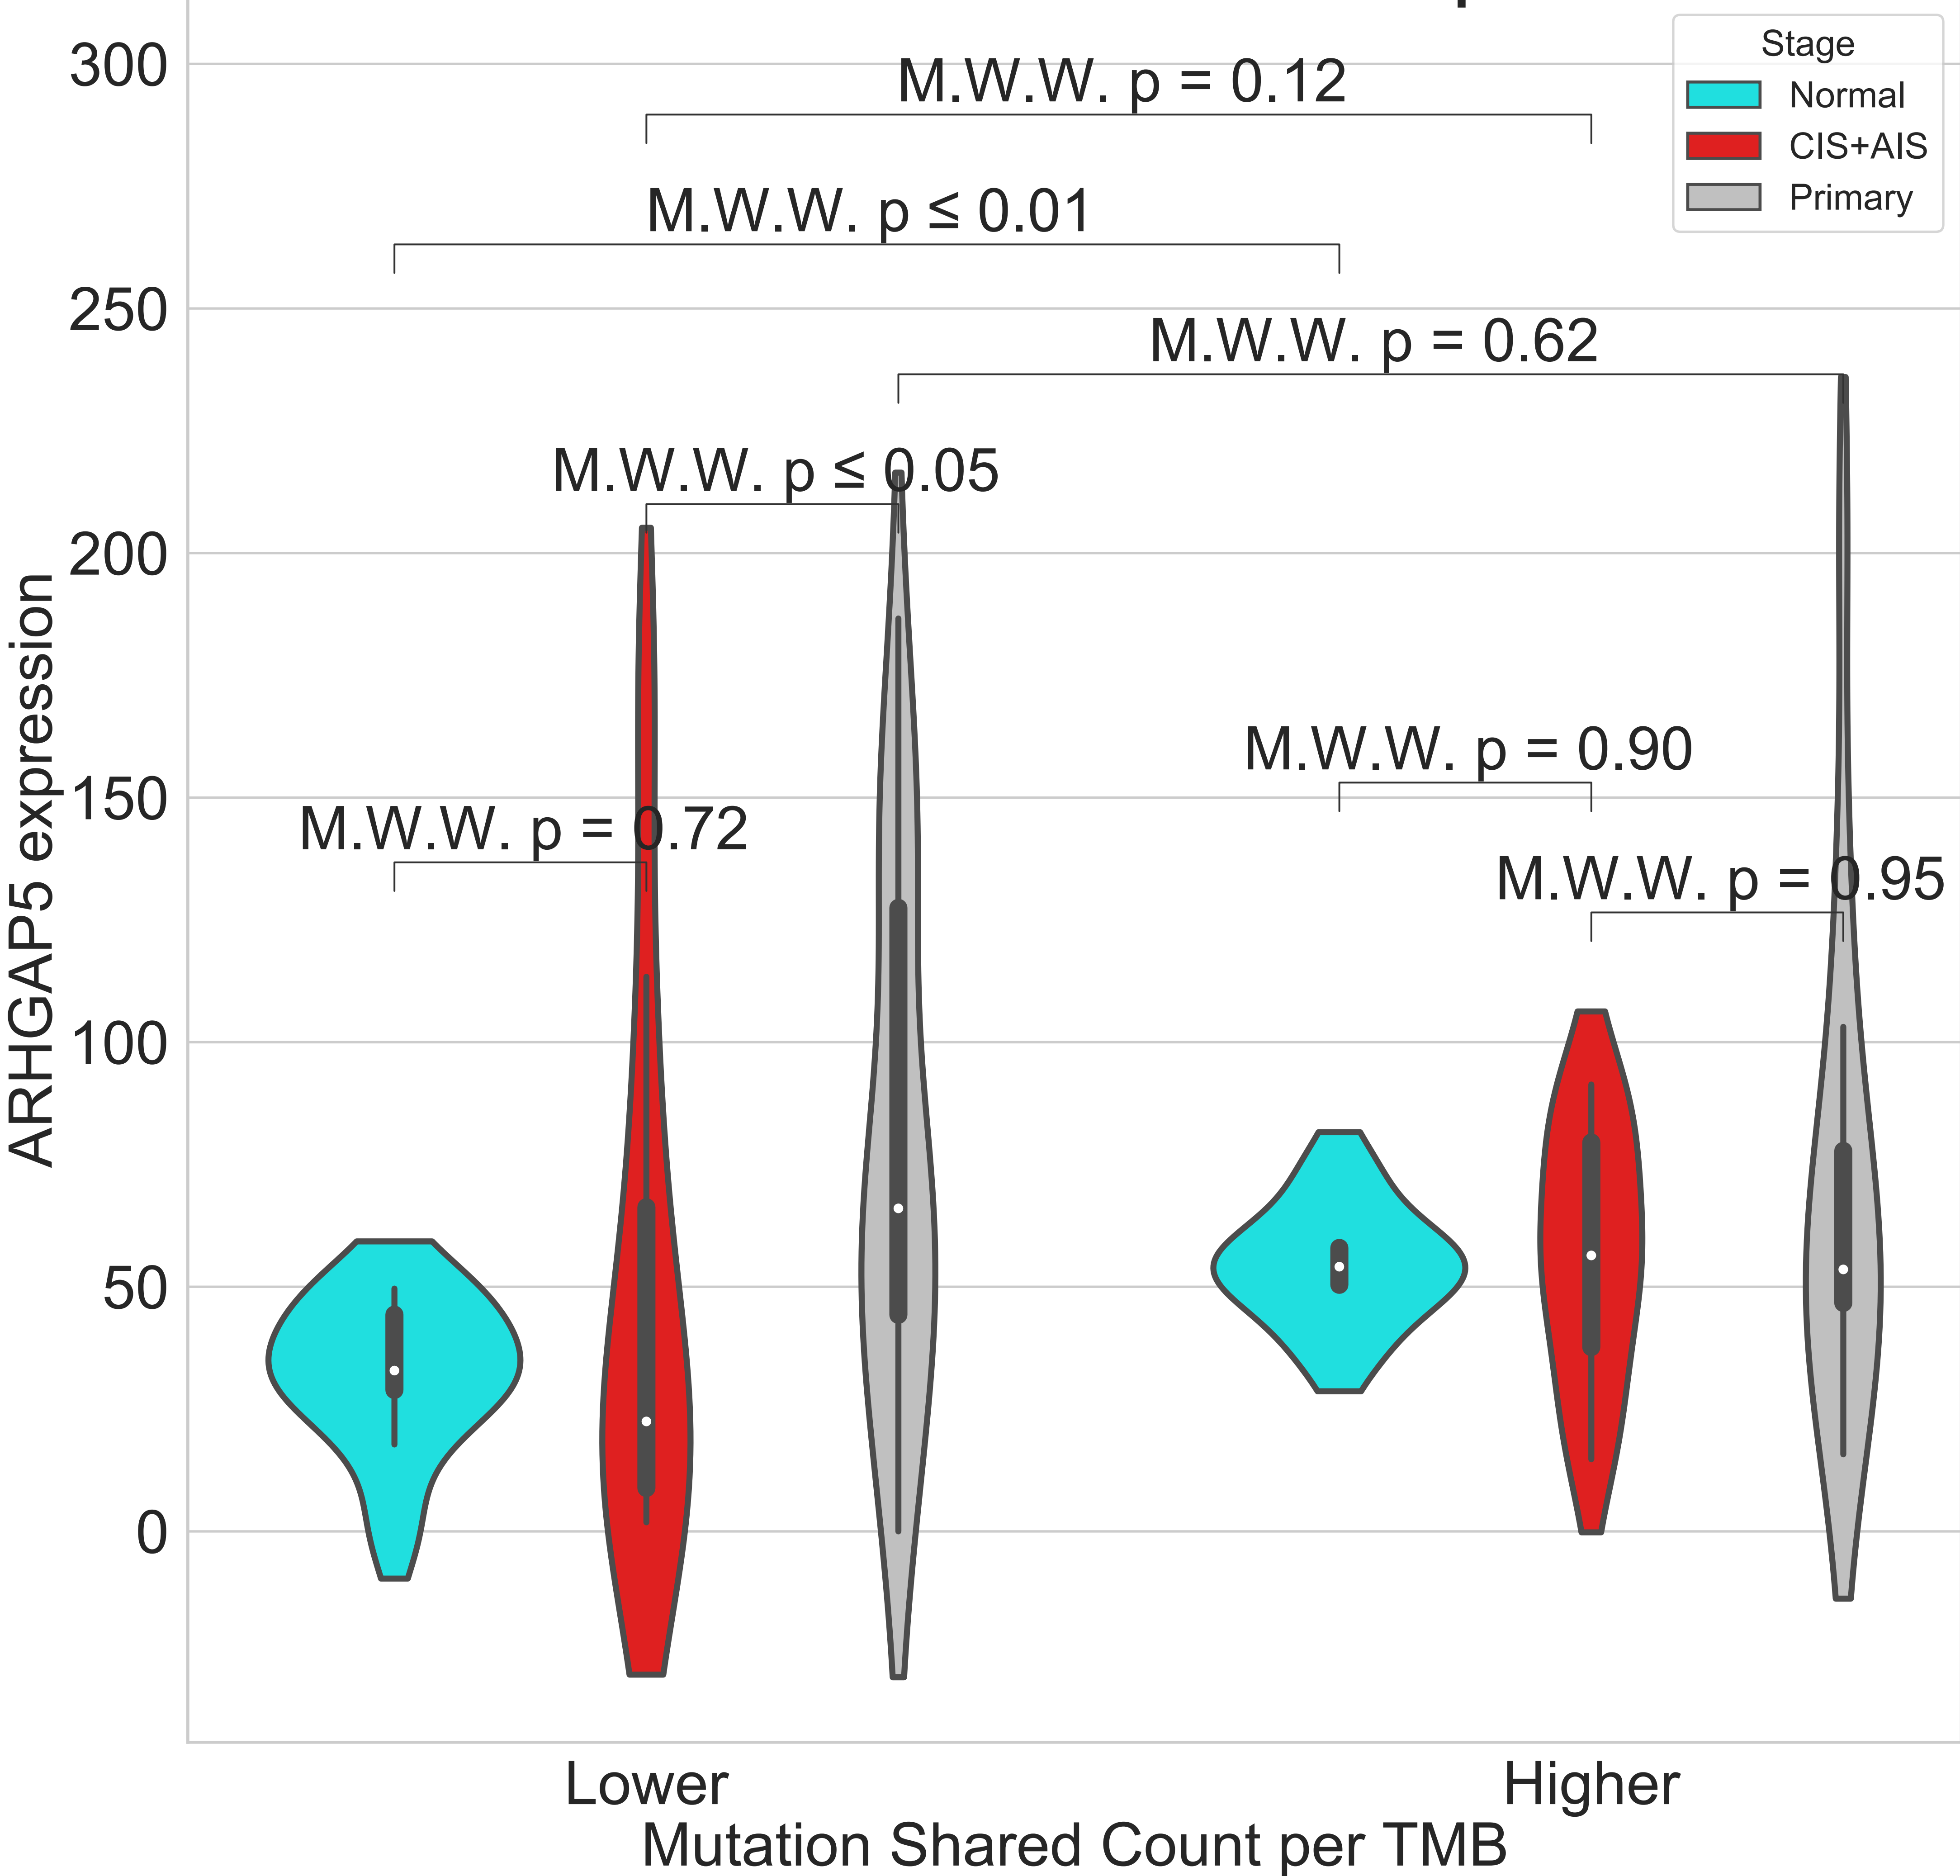 300
250
200
150
100
50
0
ARHGAP5 expression
M.W.W. p = 0.12
M.W.W. p ≤ 0.01
M.W.W. p = 0.62
M.W.W. p ≤ 0.05
M.W.W. p = 0.90
M.W.W. p = 0.72
M.W.W. p = 0.95
Stage
Normal
CIS+AIS
Primary
Lower
Higher
Mutation Shared Count per TMB